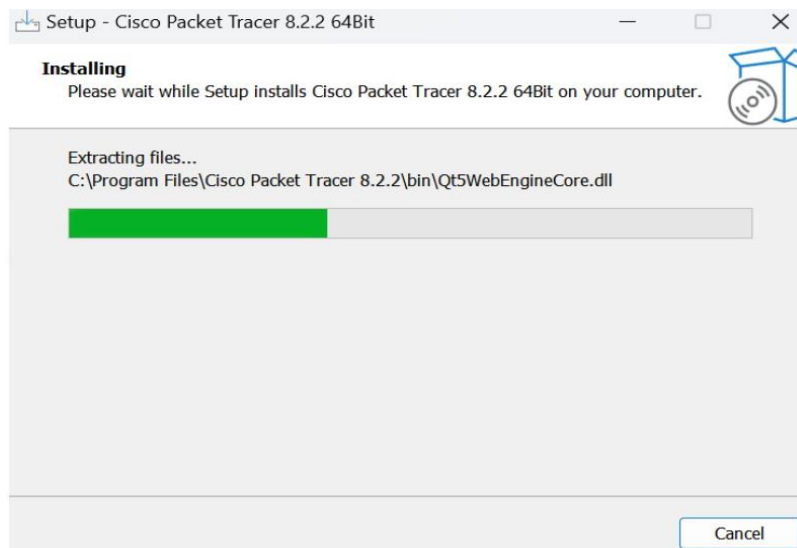 Setup - Cisco Packet Tracer 8.2.2 64Bit
Installing
Please wait while Setup installs Cisco Packet Tracer 8.2.2 64Bit on your computer.
Extracting files...
C:\Program Files\Cisco Packet Tracer 8.2.2\bin\Qt5WebEngineCore.dll
Cancel